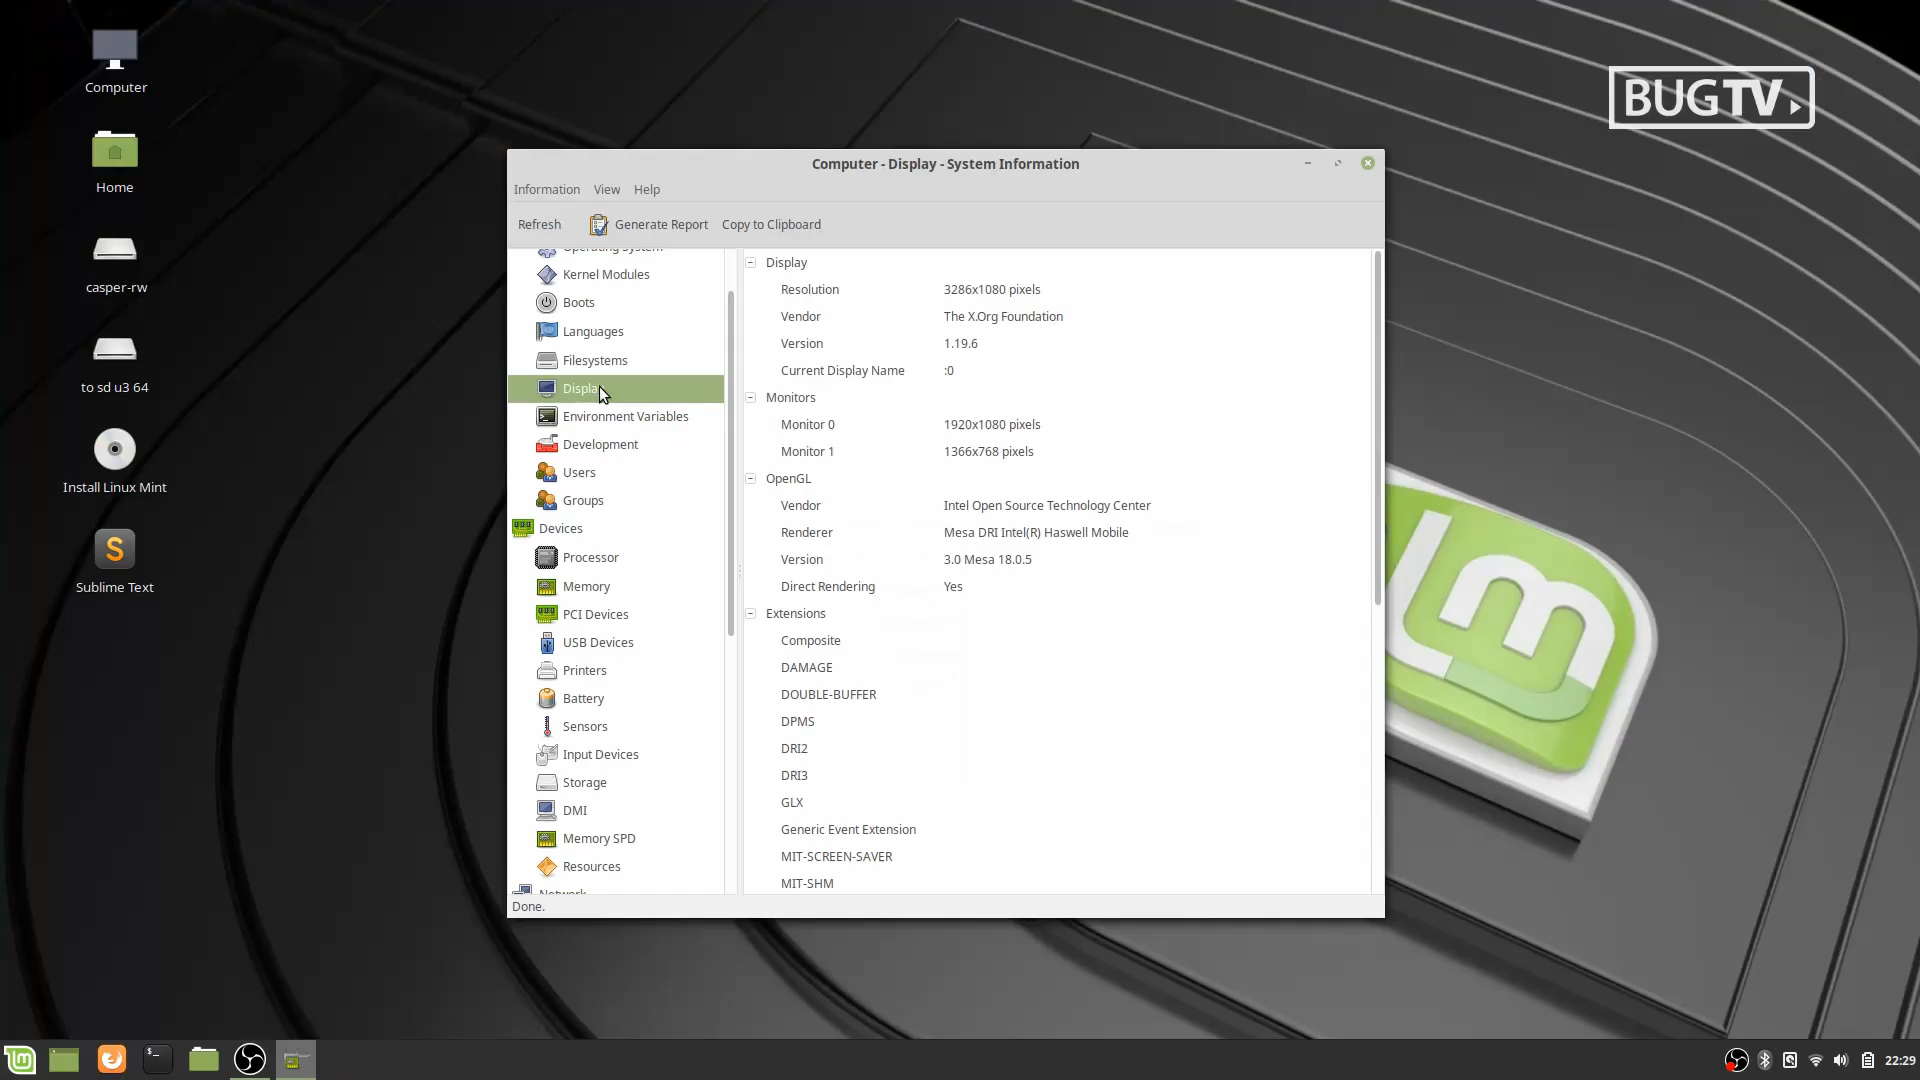 Computer
Home
casper-rw
to sd u3 64
Install Linux Mint
S
Sublime Text
BUGTV
Computer - Display - System Information
Information View Help
Refresh Generate Report Copy to Clipboard
Operating System
Kernel Modules
Boots
Languages
Filesystems
Display
Environment Variables
Development
Users
Groups
Devices
Processor
Memory
PCI Devices
USB Devices
Printers
Battery
Sensors
Input Devices
Storage
DMI
Memory SPD
Resources
Network
Display
Resolution 3286x1080 pixels
Vendor The X.Org Foundation
Version 1.19.6
Current Display Name :0
Monitors
Monitor 0 1920x1080 pixels
Monitor 1 1366x768 pixels
OpenGL
Vendor Intel Open Source Technology Center
Renderer Mesa DRI Intel(R) Haswell Mobile
Version 3.0 Mesa 18.0.5
Direct Rendering Yes
Extensions
Composite
DAMAGE
DOUBLE-BUFFER
DPMS
DRI2
DRI3
GLX
Generic Event Extension
MIT-SCREEN-SAVER
MIT-SHM
Done.
lm
22:29